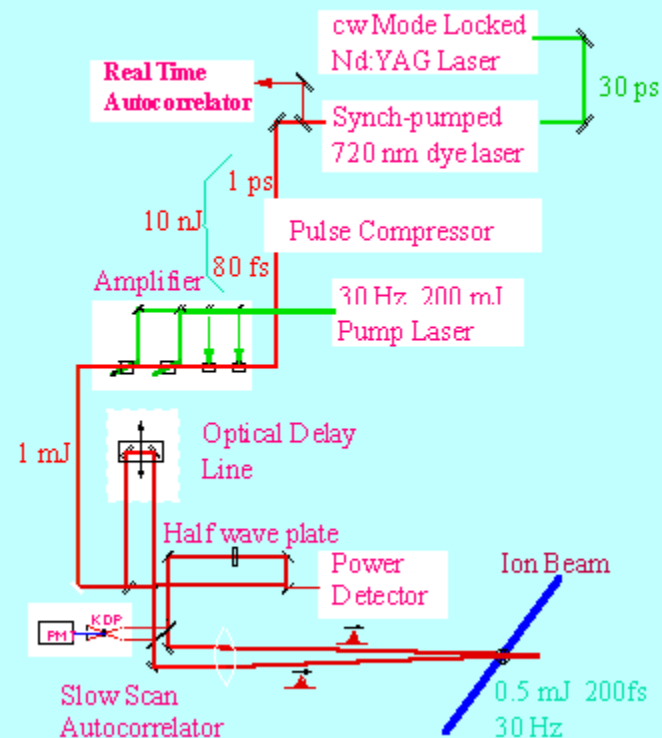 cw Mode Locked
Nd:YAG Laser
30 ps
Real Time
Autocorrelator
Synch-pumped
720 nm dye laser
1 ps
10 nJ
80 fs
Pulse Compressor
Amplifier
30 Hz 200 mJ
Pump Laser
1 mJ
Optical Delay
Line
Half wave plate
Power
Detector
Ion Beam
KDP
PMT
Slow Scan
Autocorrelator
0.5 mJ 200fs
30 Hz